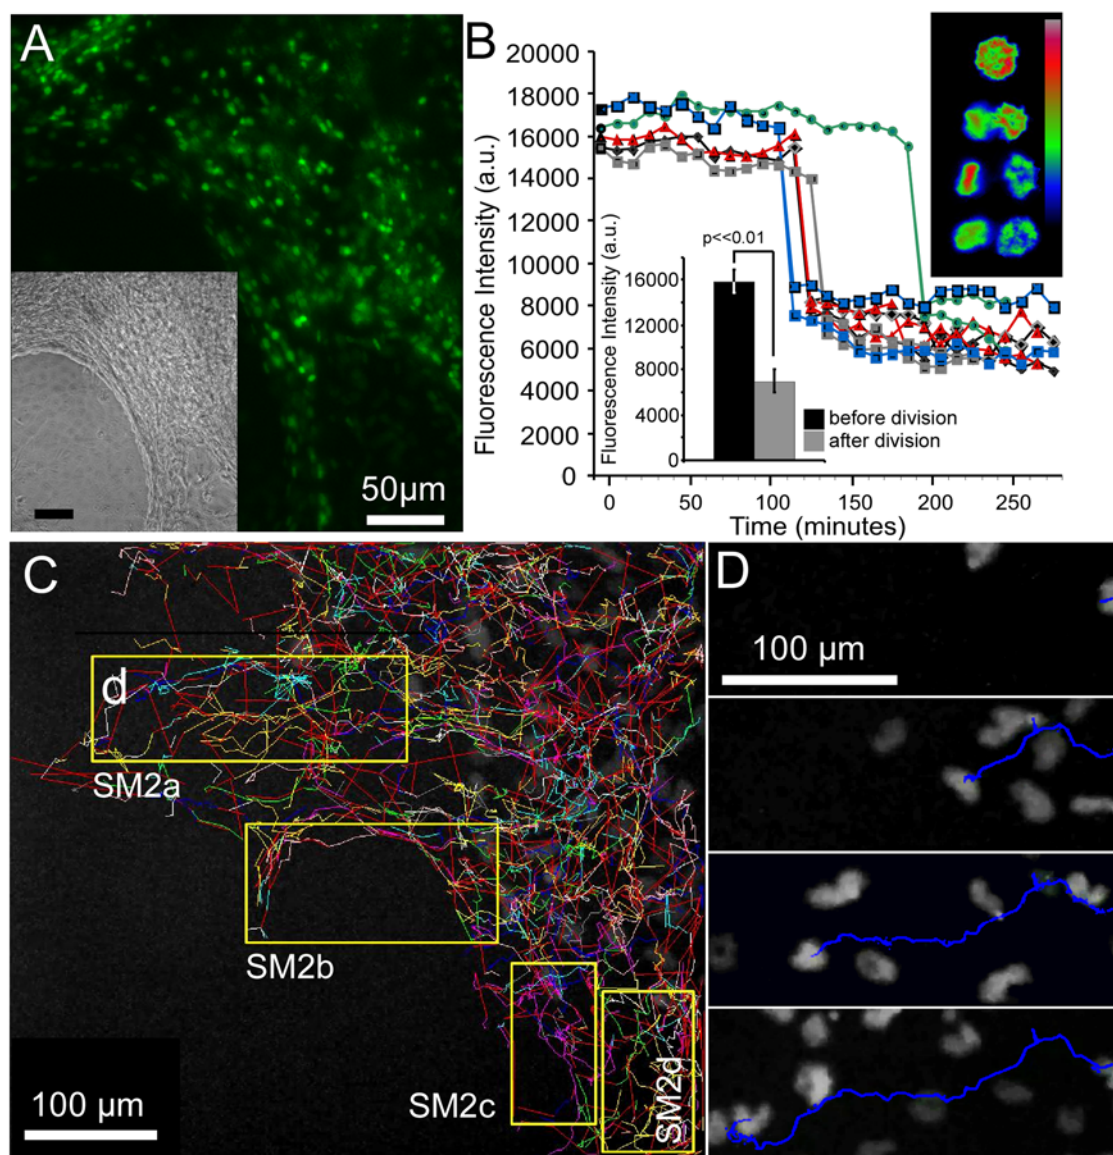 A
50μm
B
Fluorescence Intensity (a.u.)
20000
18000
16000
14000
12000
10000
8000
6000
4000
2000
0
0
50
100
150
200
250
Time (minutes)
p<<0.01
Fluorescence Intensity (a.u.)
16000
12000
8000
4000
0
before division
after division
C
d
SM2a
SM2b
SM2c
SM2d
100 μm
D
100 μm